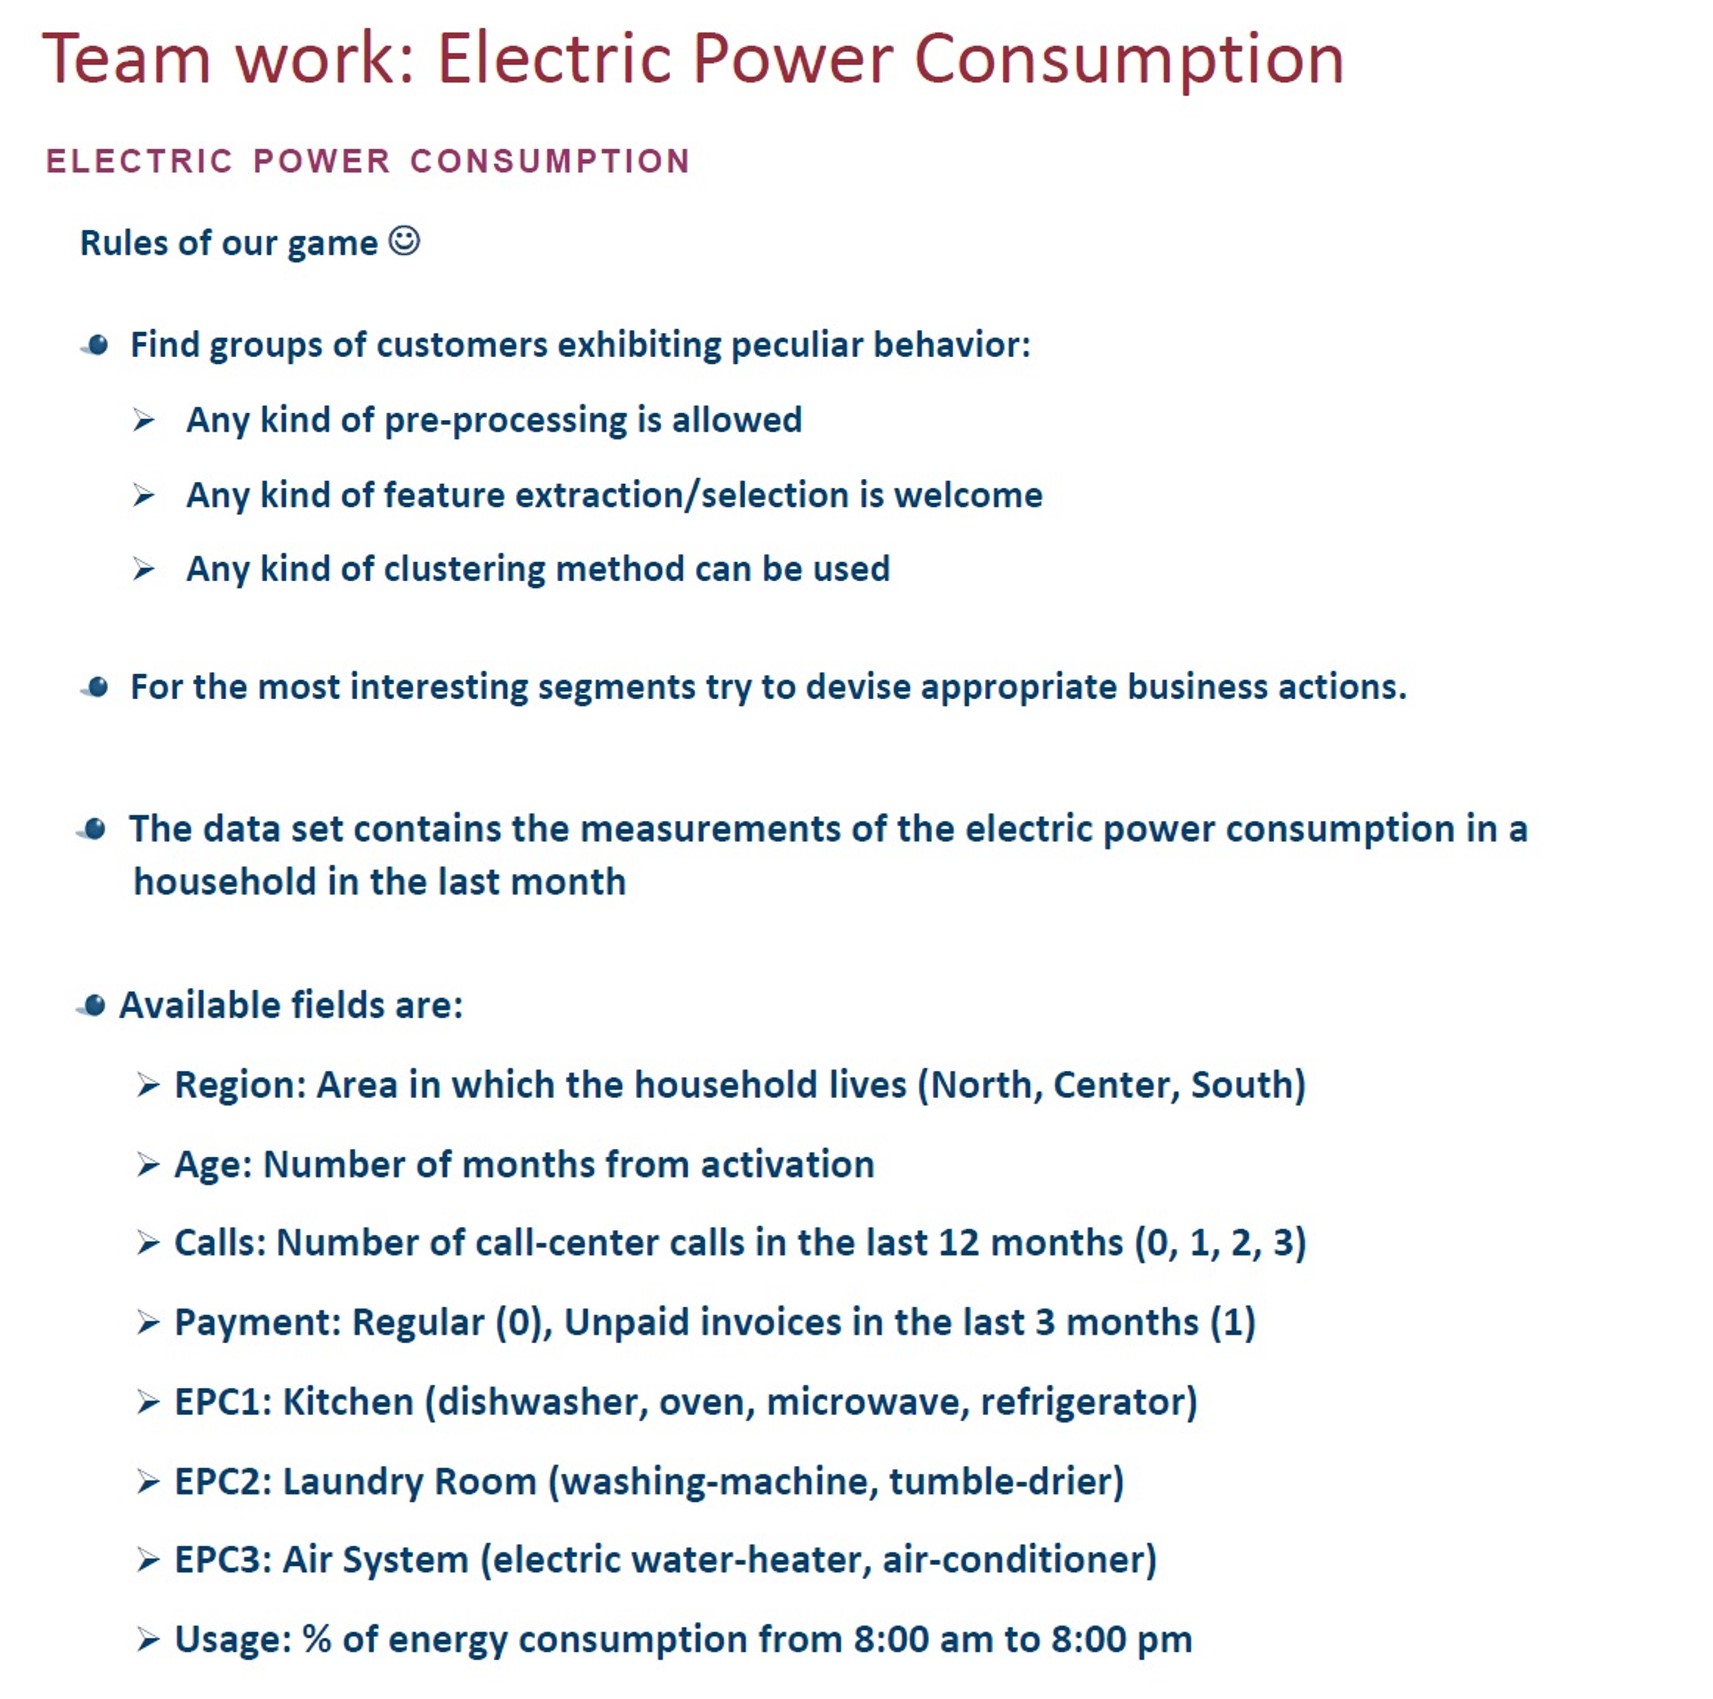 Team work: Electric Power Consumption
ELECTRIC POWER CONSUMPTION
Rules of our game ☺
Find groups of customers exhibiting peculiar behavior:
Any kind of pre-processing is allowed
Any kind of feature extraction/selection is welcome
Any kind of clustering method can be used
For the most interesting segments try to devise appropriate business actions.
The data set contains the measurements of the electric power consumption in a
household in the last month
Available fields are:
Region: Area in which the household lives (North, Center, South)
Age: Number of months from activation
Calls: Number of call-center calls in the last 12 months (0, 1, 2, 3)
Payment: Regular (0), Unpaid invoices in the last 3 months (1)
EPC1: Kitchen (dishwasher, oven, microwave, refrigerator)
EPC2: Laundry Room (washing-machine, tumble-drier)
EPC3: Air System (electric water-heater, air-conditioner)
Usage: % of energy consumption from 8:00 am to 8:00 pm